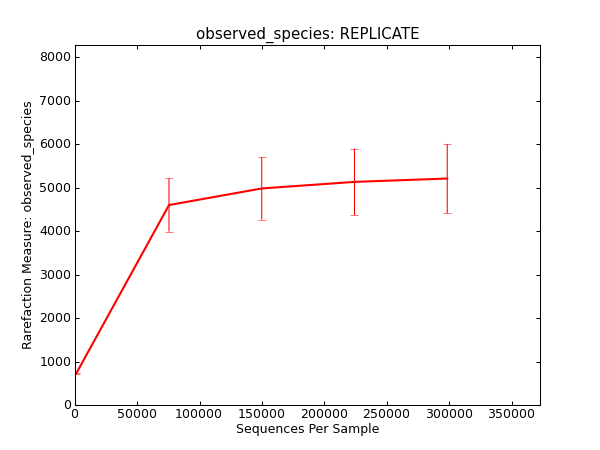 observed_species: REPLICATE
8000
7000
6000
5000
4000
3000
2000
1000
0
Rarefaction Measure: observed_species
0 50000 100000 150000 200000 250000 300000 350000
Sequences Per Sample